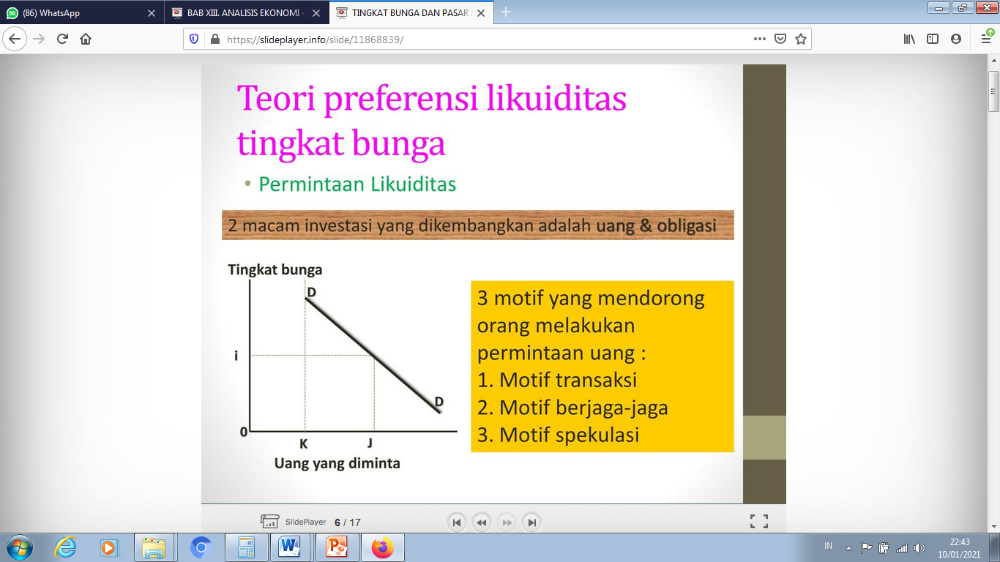 (86) WhatsApp
BAB XIII. ANALISIS EKONOMI -
TINGKAT BUNGA DAN PASAR
https://slideplayer.info/slide/11868839/
Teori preferensi likuiditas
tingkat bunga
• Permintaan Likuiditas
2 macam investasi yang dikembangkan adalah uang & obligasi
Tingkat bunga
D
i
D
0
K J
Uang yang diminta
3 motif yang mendorong
orang melakukan
permintaan uang :
1. Motif transaksi
2. Motif berjaga-jaga
3. Motif spekulasi
SlidePlayer 6 / 17
IN
22:43
10/01/2021